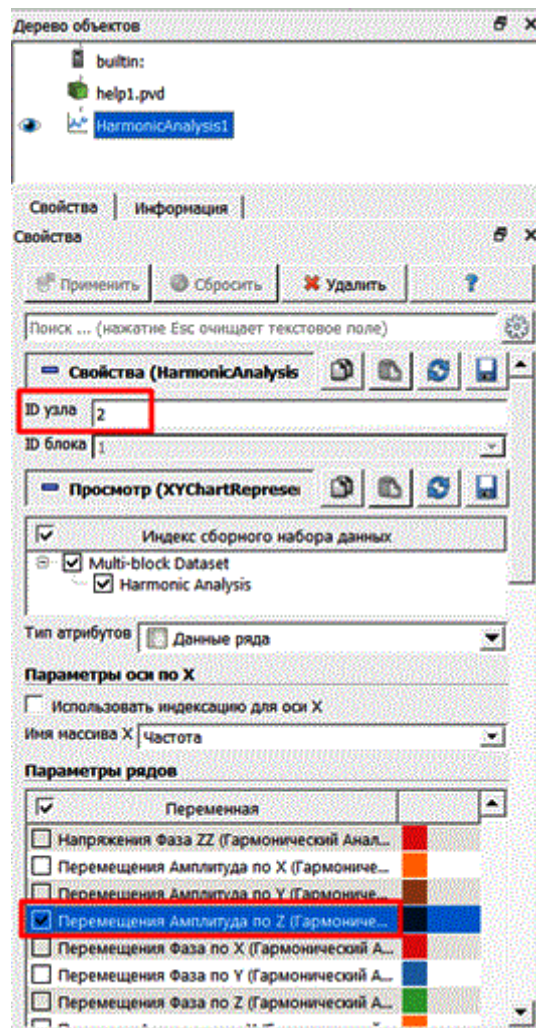 Дерево объектов
builtin:
help1.pvd
HarmonicAnalysis1
Свойства Информация
Свойства
Применить Сбросить Удалить ?
Поиск ... (нажатие Esc очищает текстовое поле)
Свойства (HarmonicAnalysis
ID узла 2
ID блока 1
Просмотр (XYChartReprese
Индекс сборного набора данных
Multi-block Dataset
Harmonic Analysis
Тип атрибутов Данные ряда
Параметры оси по X
Использовать индексацию для оси X
Имя массива X Частота
Параметры рядов
Переменная
Напряжения Фаза ZZ (Гармонический Анал...
Перемещения Амплитуда по X (Гармониче...
Перемещения Амплитуда по Y (Гармониче...
Перемещения Амплитуда по Z (Гармониче...
Перемещения Фаза по X (Гармонический А...
Перемещения Фаза по Y (Гармонический А...
Перемещения Фаза по Z (Гармонический А...